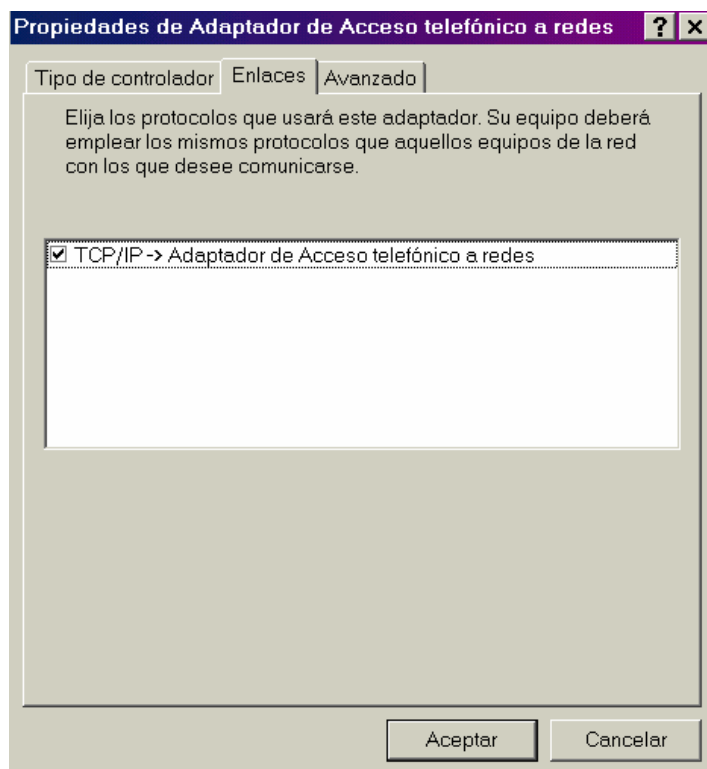 Propiedades de Adaptador de Acceso telefónico a redes
Tipo de controlador
Enlaces
Avanzado
Elija los protocolos que usará este adaptador. Su equipo deberá
emplear los mismos protocolos que aquellos equipos de la red
con los que desee comunicarse.
TCP/IP -> Adaptador de Acceso telefónico a redes
Aceptar
Cancelar